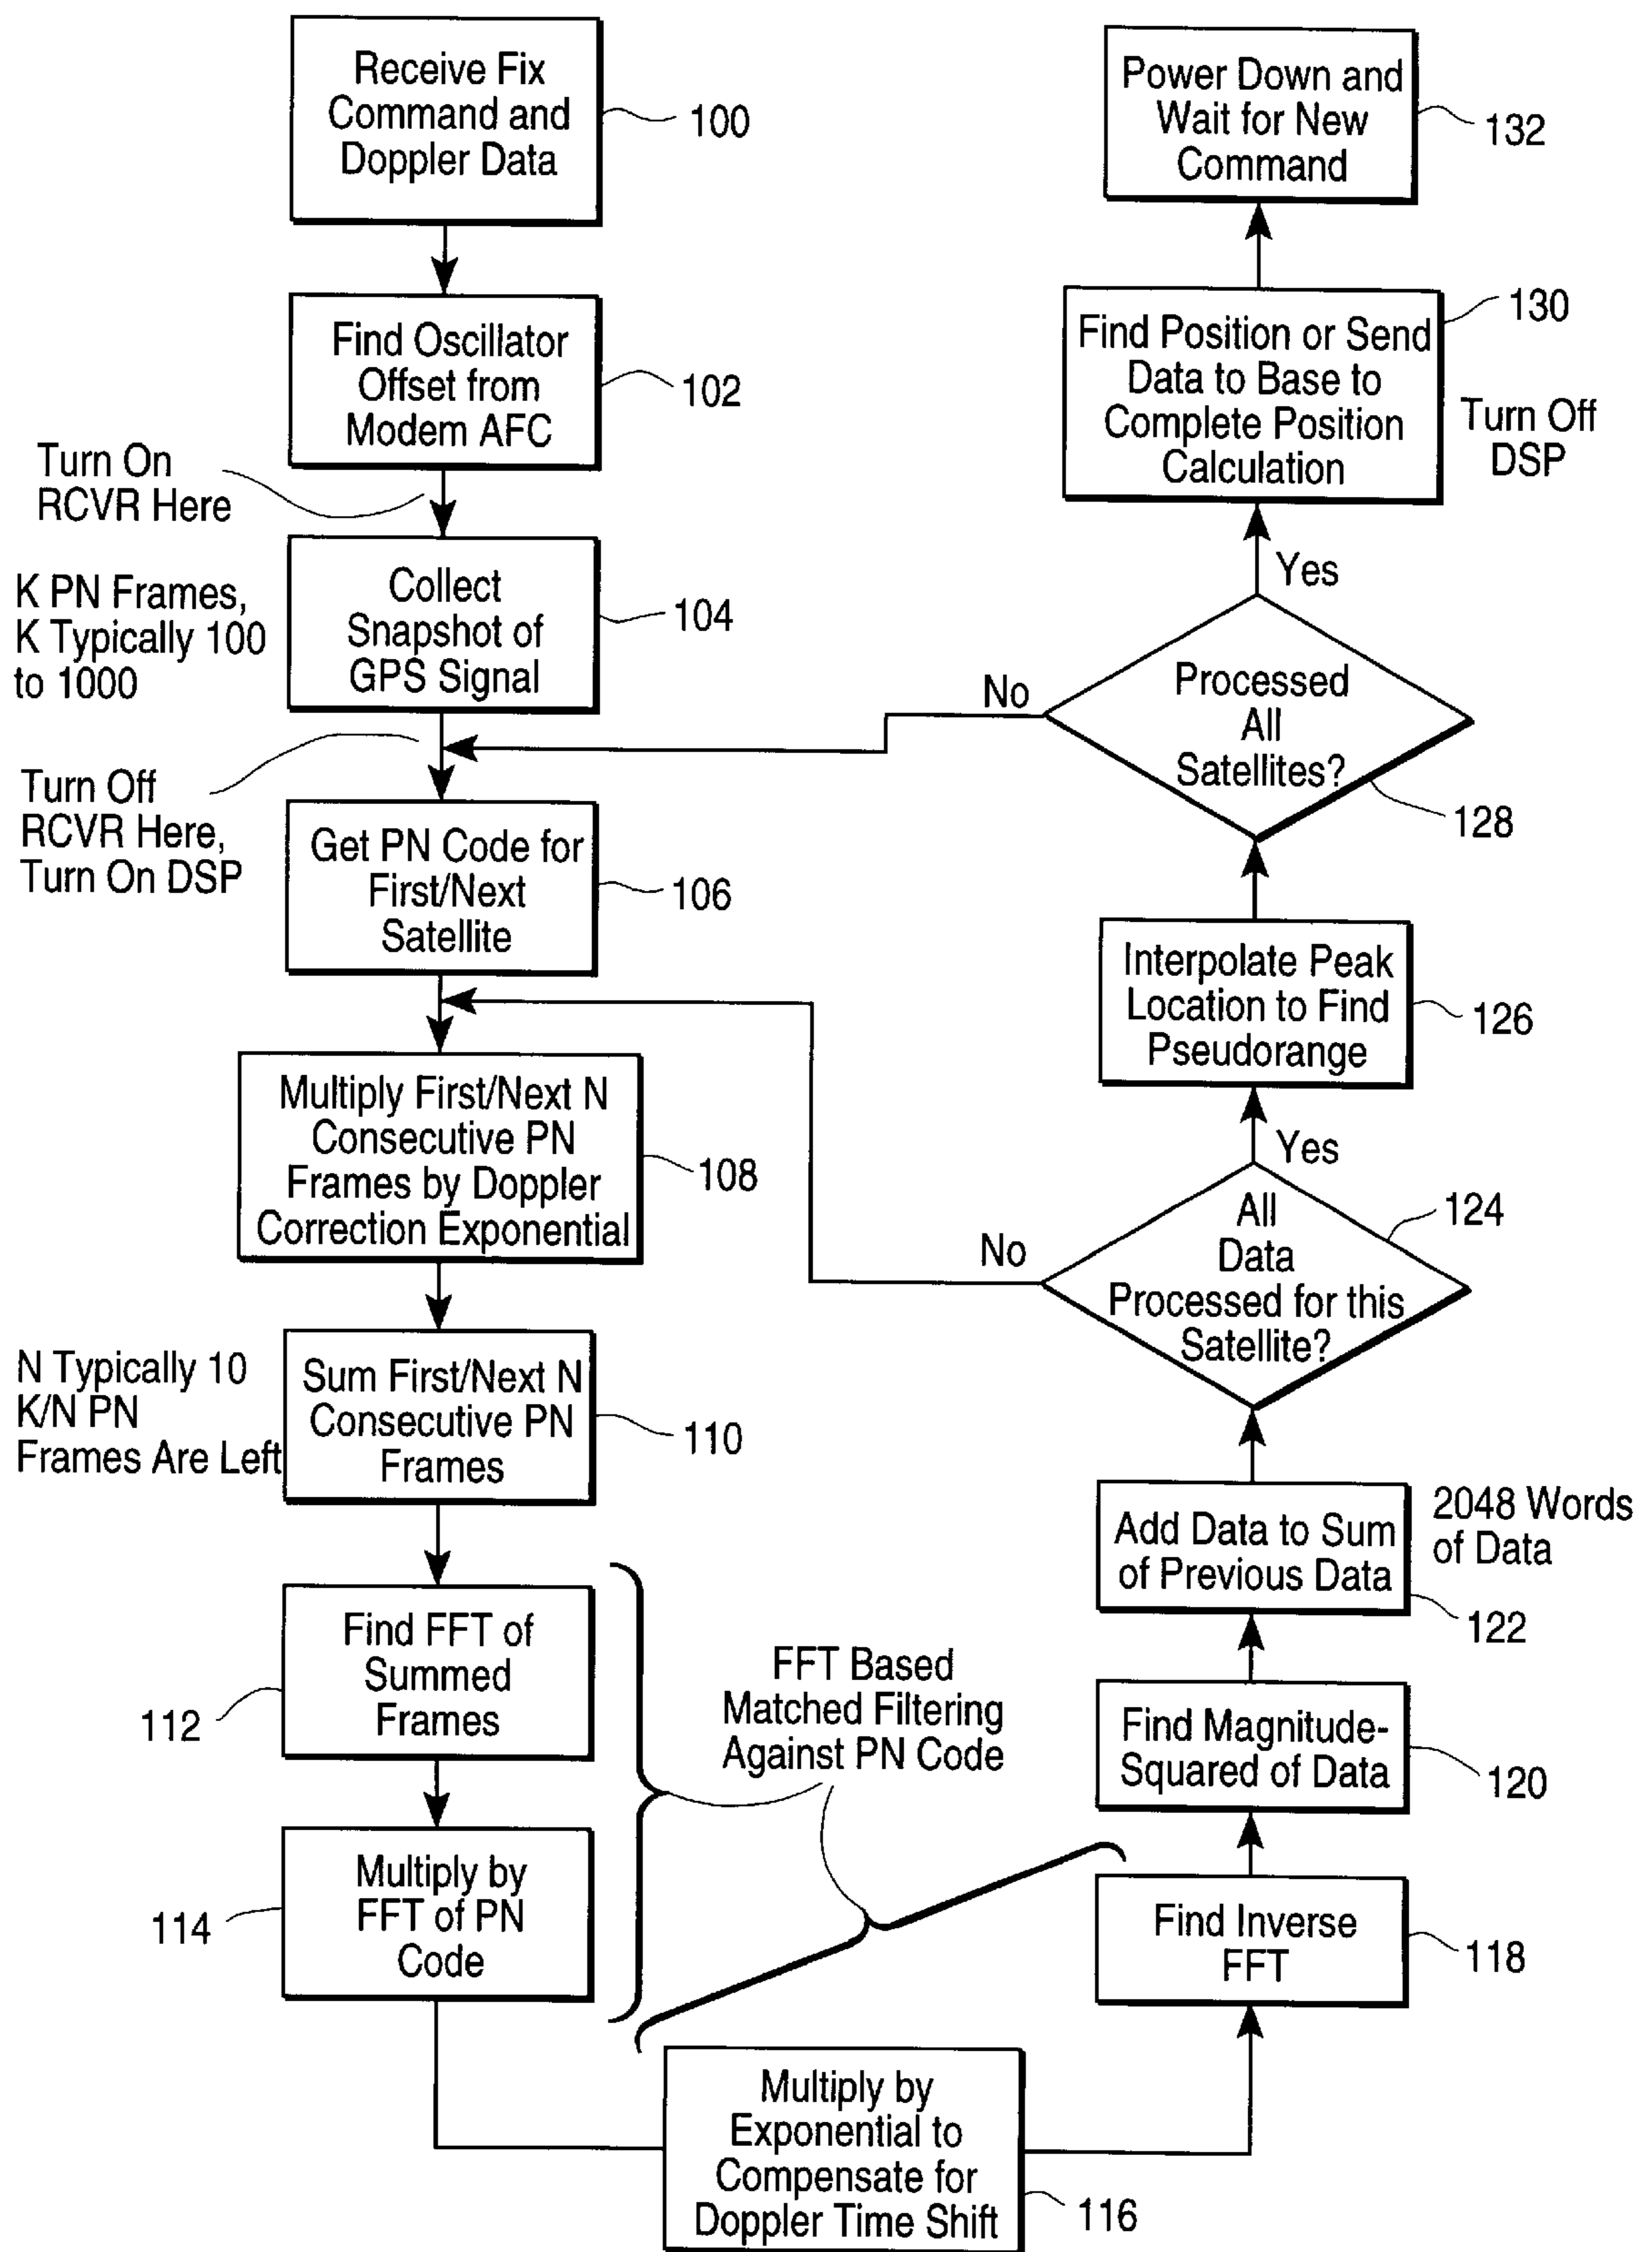 Receive Fix
Command and
Doppler Data
100
Find Oscillator
Offset from
Modem AFC
102
Turn On
RCVR Here
Collect
Snapshot of
GPS Signal
104
K PN Frames,
K Typically 100
to 1000
Turn Off
RCVR Here,
Turn On DSP
Get PN Code for
First/Next
Satellite
106
Multiply First/Next N
Consecutive PN
Frames by Doppler
Correction Exponential
108
N Typically 10
K/N PN
Frames Are Left
Sum First/Next N
Consecutive PN
Frames
110
Find FFT of
Summed
Frames
112
Multiply by
FFT of PN
Code
114
FFT Based
Matched Filtering
Against PN Code
Multiply by
Exponential to
Compensate for
Doppler Time Shift
116
Find Inverse
FFT
118
Find Magnitude-
Squared of Data
120
Add Data to Sum
of Previous Data
122
2048 Words
of Data
All
Data
Processed for this
Satellite?
124
No
Yes
Interpolate Peak
Location to Find
Pseudorange
126
Processed
All
Satellites?
128
No
Yes
Find Position or Send
Data to Base to
Complete Position
Calculation
130
Turn Off
DSP
Power Down and
Wait for New
Command
132